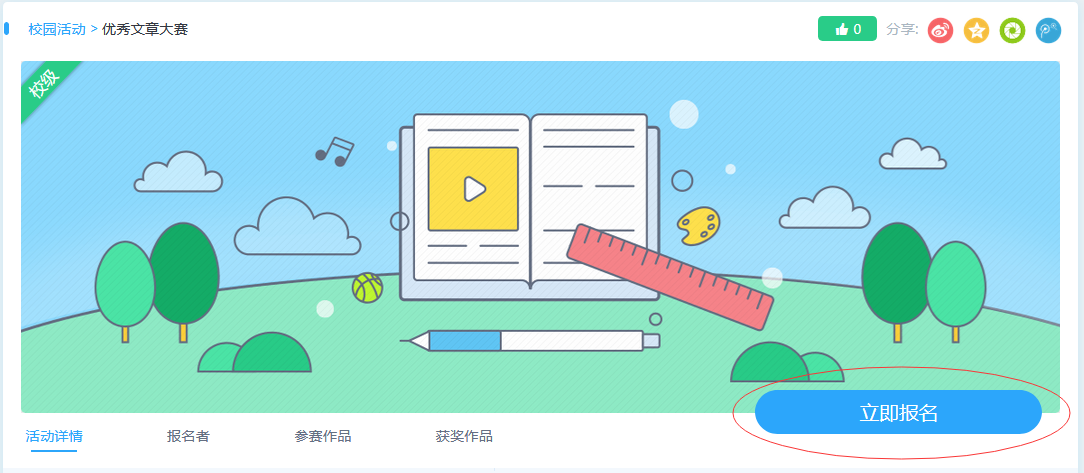 校园活动 > 优秀文章大赛
0 分享:
校级
立即报名
活动详情 报名者 参赛作品 获奖作品